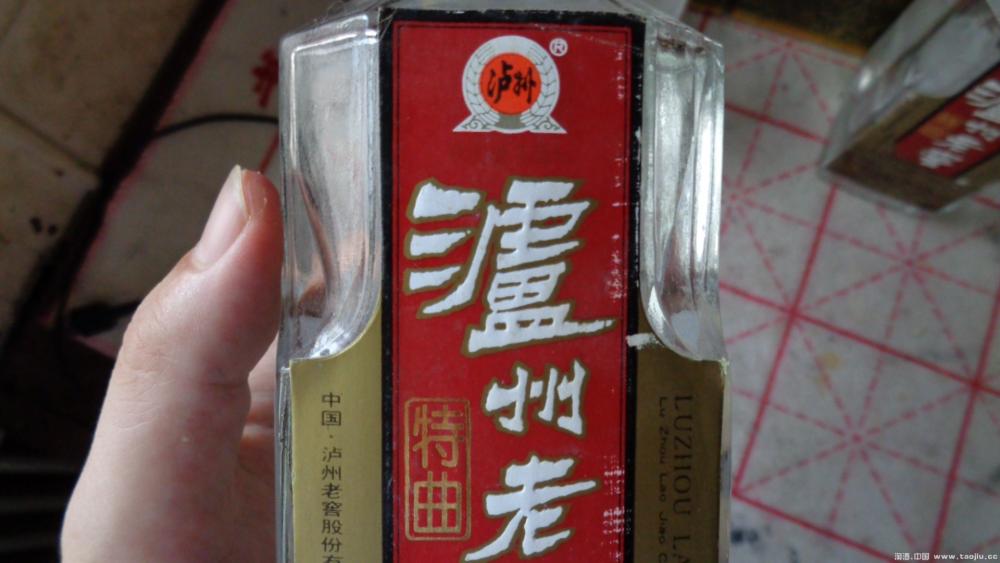 泸州
®
瀘州老
特曲
中国·泸州老窖股份有
LUZHOU LA
Lu Zhou Lao Jiao C
淘酒.中国 www.taojiu.cc